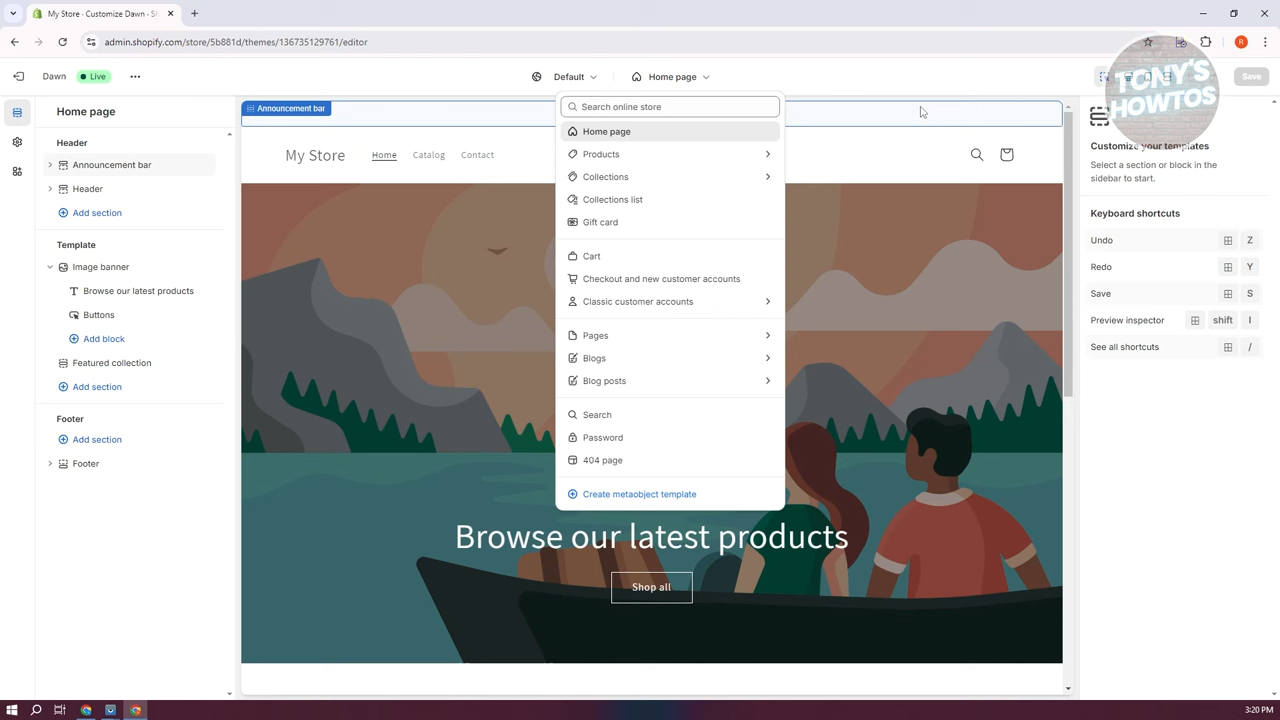 My Store - Customize Dawn · S
admin.shopify.com/store/5b881d/themes/136735129761/editor
R
Dawn
Live
Default
Home page
Save
TONY'S
HOWTOS
Home page
Header
Announcement bar
Header
Add section
Template
Image banner
Browse our latest products
Buttons
Add block
Featured collection
Add section
Footer
Add section
Footer
Announcement bar
My Store
Home
Catalog
Contact
Search online store
Home page
Products
Collections
Collections list
Gift card
Cart
Checkout and new customer accounts
Classic customer accounts
Pages
Blogs
Blog posts
Search
Password
404 page
Create metaobject template
Browse our latest products
Shop all
Customize your templates
Select a section or block in the
sidebar to start.
Keyboard shortcuts
Undo Z
Redo Y
Save S
Preview inspector shift I
See all shortcuts /
3:20 PM